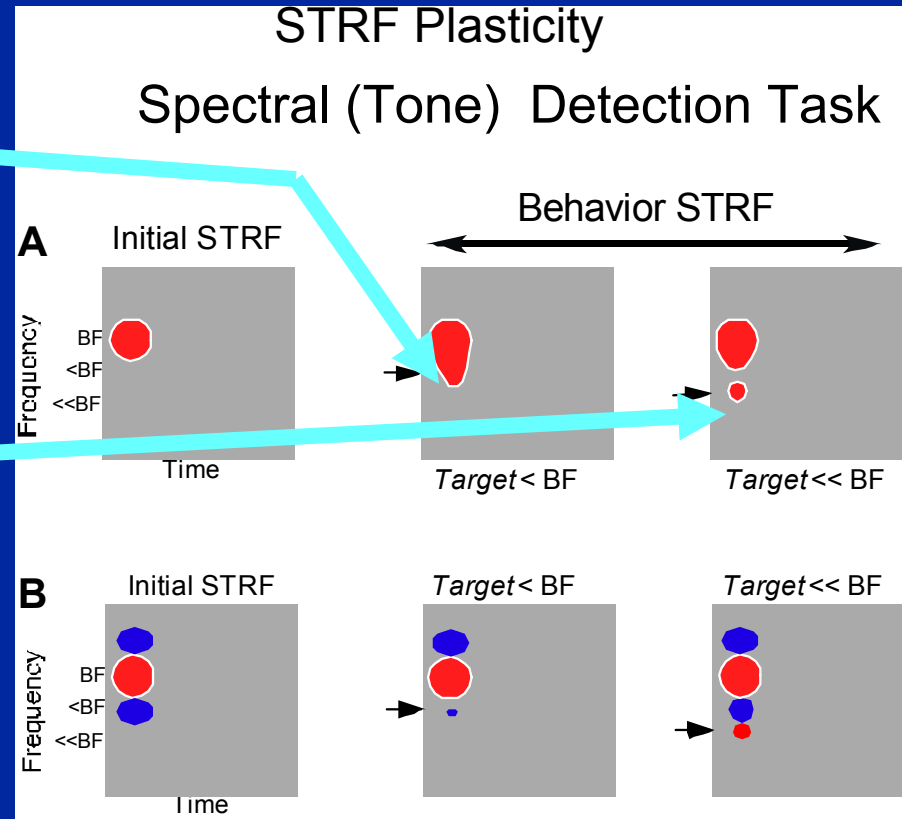 STRF Plasticity
Spectral (Tone) Detection Task
Behavior STRF
A
Initial STRF
Frequency
BF
<BF
<<BF
Time
Target < BF
Target << BF
B
Initial STRF
Target < BF
Target << BF
Frequency
BF
<BF
<<BF
Time